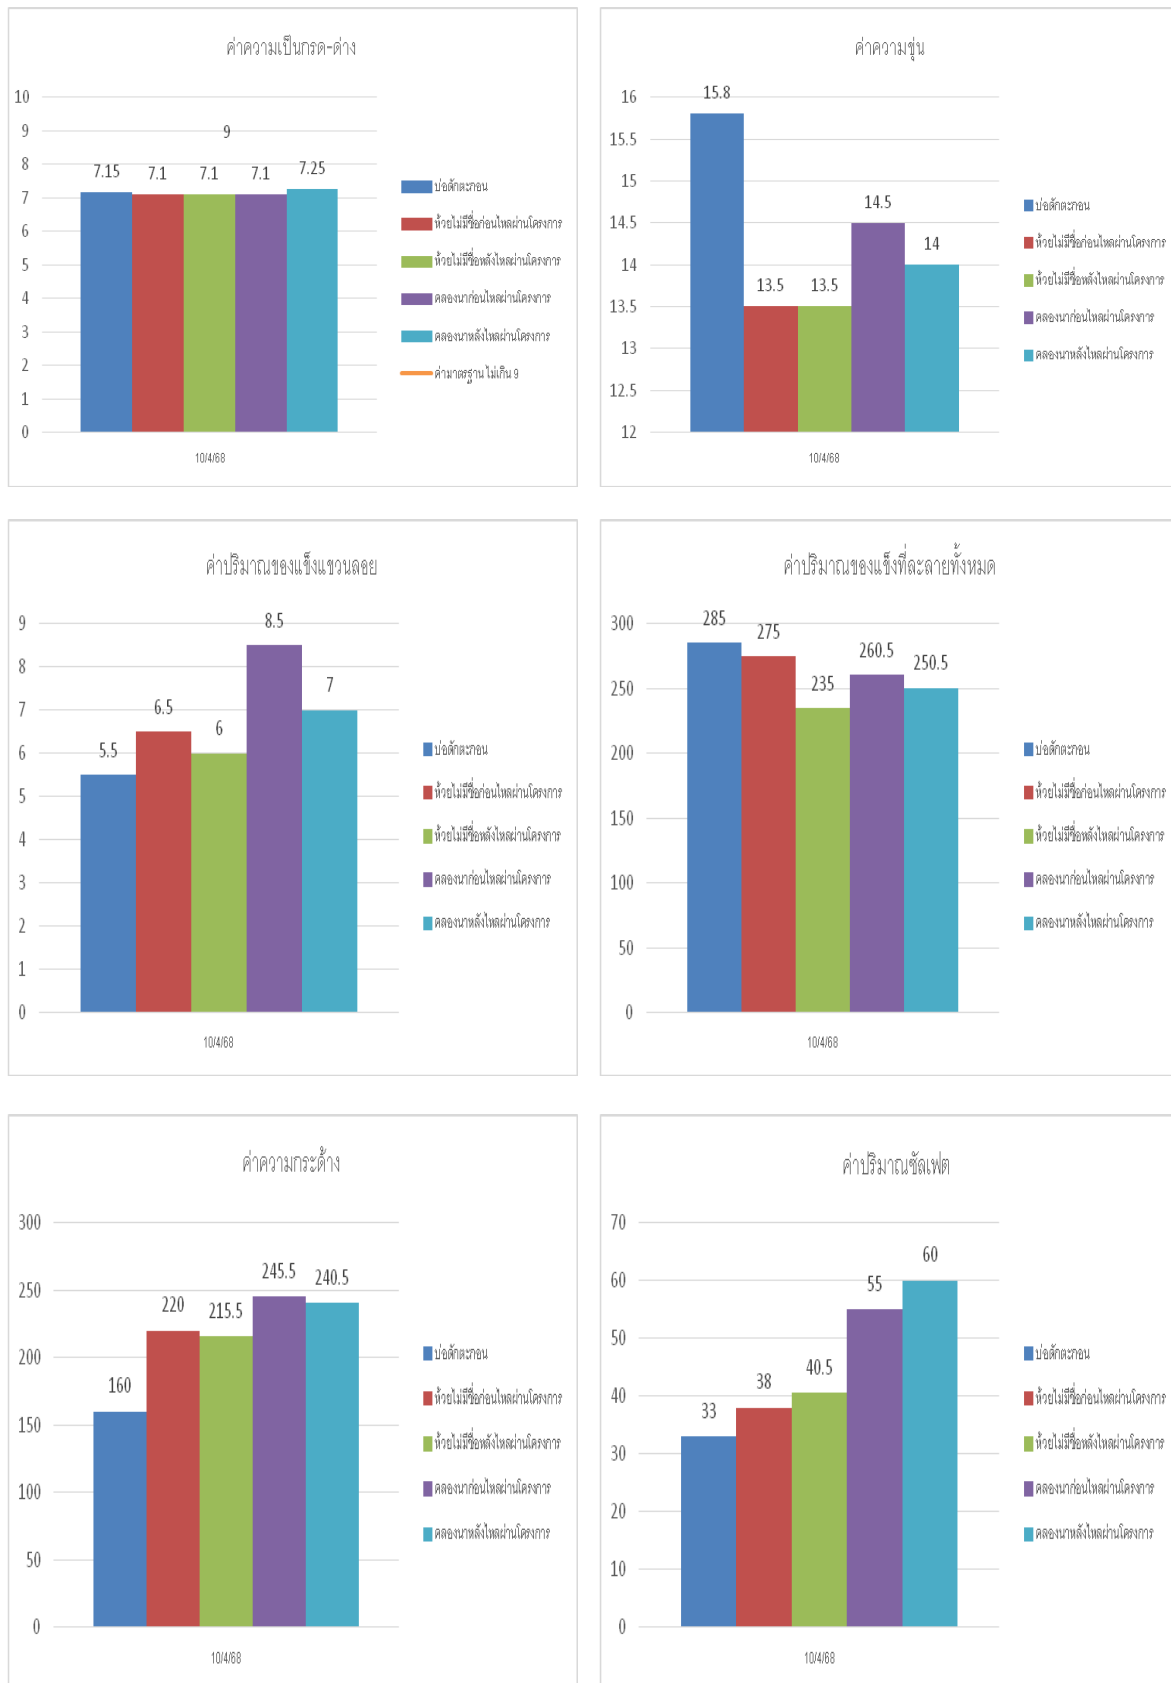 ค่าความเป็นกรด-ด่าง
10
9
8
7
6
5
4
3
2
1
0
9
7.15
7.1
7.1
7.1
7.25
10/4/68
บ่อดักตะกอน
ห้วยไม่มีชื่อก่อนไหลผ่านโครงการ
ห้วยไม่มีชื่อหลังไหลผ่านโครงการ
คลองนาก่อนไหลผ่านโครงการ
คลองนาหลังไหลผ่านโครงการ
ค่ามาตรฐาน ไม่เกิน 9
ค่าความขุ่น
16
15.5
15
14.5
14
13.5
13
12.5
12
15.8
13.5
13.5
14.5
14
10/4/68
บ่อดักตะกอน
ห้วยไม่มีชื่อก่อนไหลผ่านโครงการ
ห้วยไม่มีชื่อหลังไหลผ่านโครงการ
คลองนาก่อนไหลผ่านโครงการ
คลองนาหลังไหลผ่านโครงการ
ค่าปริมาณของแข็งแขวนลอย
9
8
7
6
5
4
3
2
1
0
5.5
6.5
6
8.5
7
10/4/68
บ่อดักตะกอน
ห้วยไม่มีชื่อก่อนไหลผ่านโครงการ
ห้วยไม่มีชื่อหลังไหลผ่านโครงการ
คลองนาก่อนไหลผ่านโครงการ
คลองนาหลังไหลผ่านโครงการ
ค่าปริมาณของแข็งที่ละลายทั้งหมด
300
250
200
150
100
50
0
285
275
235
260.5
250.5
10/4/68
บ่อดักตะกอน
ห้วยไม่มีชื่อก่อนไหลผ่านโครงการ
ห้วยไม่มีชื่อหลังไหลผ่านโครงการ
คลองนาก่อนไหลผ่านโครงการ
คลองนาหลังไหลผ่านโครงการ
ค่าความกระด้าง
300
250
200
150
100
50
0
160
220
215.5
245.5
240.5
10/4/68
บ่อดักตะกอน
ห้วยไม่มีชื่อก่อนไหลผ่านโครงการ
ห้วยไม่มีชื่อหลังไหลผ่านโครงการ
คลองนาก่อนไหลผ่านโครงการ
คลองนาหลังไหลผ่านโครงการ
ค่าปริมาณซัลเฟต
70
60
50
40
30
20
10
0
33
38
40.5
55
60
10/4/68
บ่อดักตะกอน
ห้วยไม่มีชื่อก่อนไหลผ่านโครงการ
ห้วยไม่มีชื่อหลังไหลผ่านโครงการ
คลองนาก่อนไหลผ่านโครงการ
คลองนาหลังไหลผ่านโครงการ